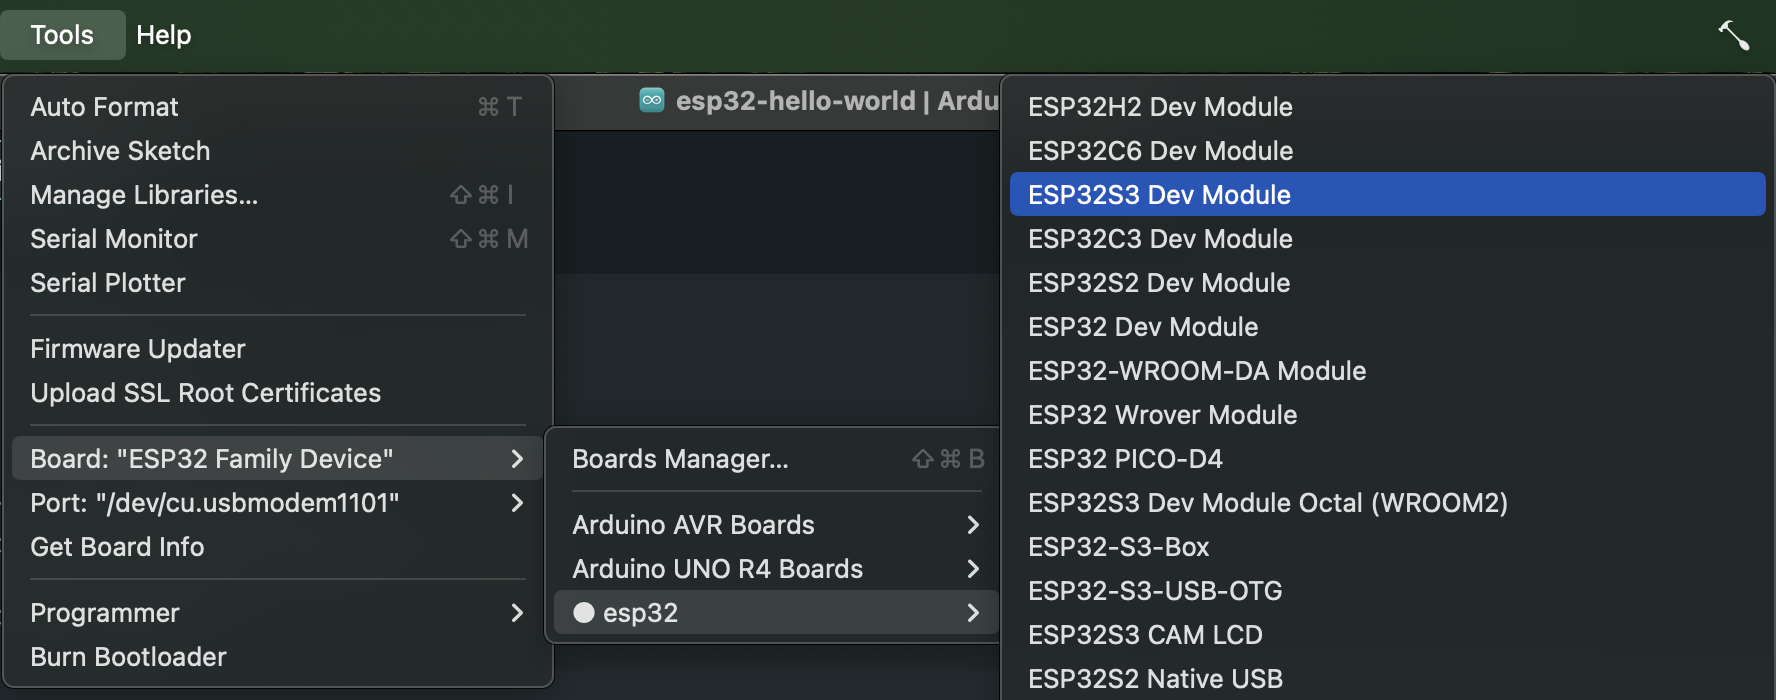 Tools Help
esp32-hello-world | Ardu
Auto Format ⌘ T
Archive Sketch
Manage Libraries... ⇧ ⌘ I
Serial Monitor ⇧ ⌘ M
Serial Plotter
Firmware Updater
Upload SSL Root Certificates
Board: "ESP32 Family Device"
Port: "/dev/cu.usbmodem1101"
Get Board Info
Programmer
Burn Bootloader
Boards Manager... ⇧ ⌘ B
Arduino AVR Boards
Arduino UNO R4 Boards
esp32
ESP32H2 Dev Module
ESP32C6 Dev Module
ESP32S3 Dev Module
ESP32C3 Dev Module
ESP32S2 Dev Module
ESP32 Dev Module
ESP32-WROOM-DA Module
ESP32 Wrover Module
ESP32 PICO-D4
ESP32S3 Dev Module Octal (WROOM2)
ESP32-S3-Box
ESP32-S3-USB-OTG
ESP32S3 CAM LCD
ESP32S2 Native USB